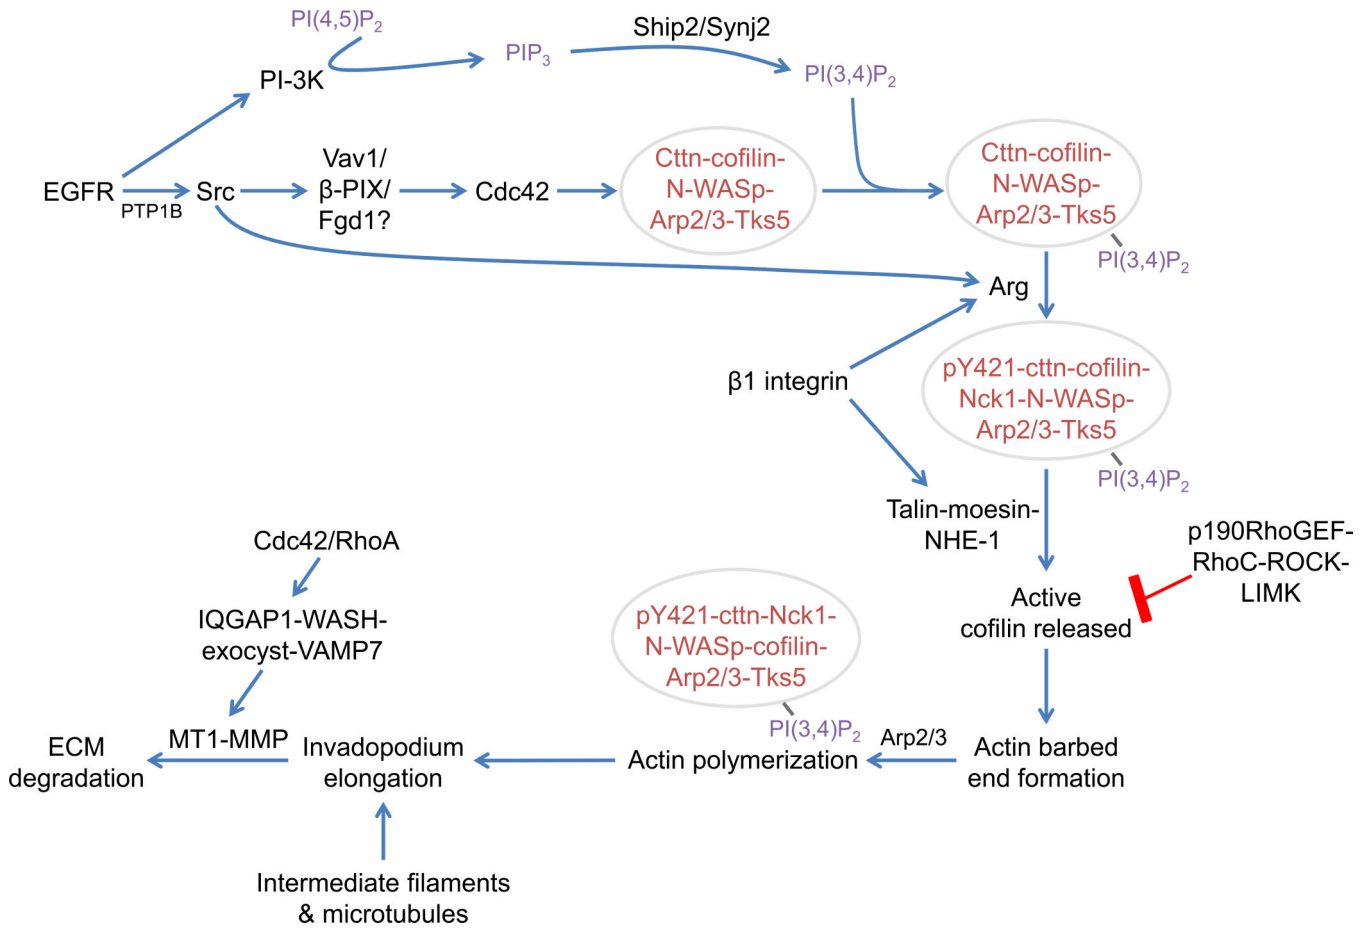 PI(4,5)P₂
PI-3K
PIP₃
Ship2/Synj2
PI(3,4)P₂
EGFR
PTP1B
Src
Vav1/
β-PIX/
Fgd1?
Cdc42
Cttn-cofilin-
N-WASp-
Arp2/3-Tks5
Cttn-cofilin-
N-WASp-
Arp2/3-Tks5
PI(3,4)P₂
Arg
β1 integrin
pY421-cttn-cofilin-
Nck1-N-WASp-
Arp2/3-Tks5
PI(3,4)P₂
Talin-moesin-
NHE-1
p190RhoGEF-
RhoC-ROCK-
LIMK
Active
cofilin released
Actin barbed
end formation
Arp2/3
pY421-cttn-Nck1-
N-WASp-cofilin-
Arp2/3-Tks5
PI(3,4)P₂
Actin polymerization
Invadopodium
elongation
Intermediate filaments
& microtubules
Cdc42/RhoA
IQGAP1-WASH-
exocyst-VAMP7
MT1-MMP
ECM
degradation